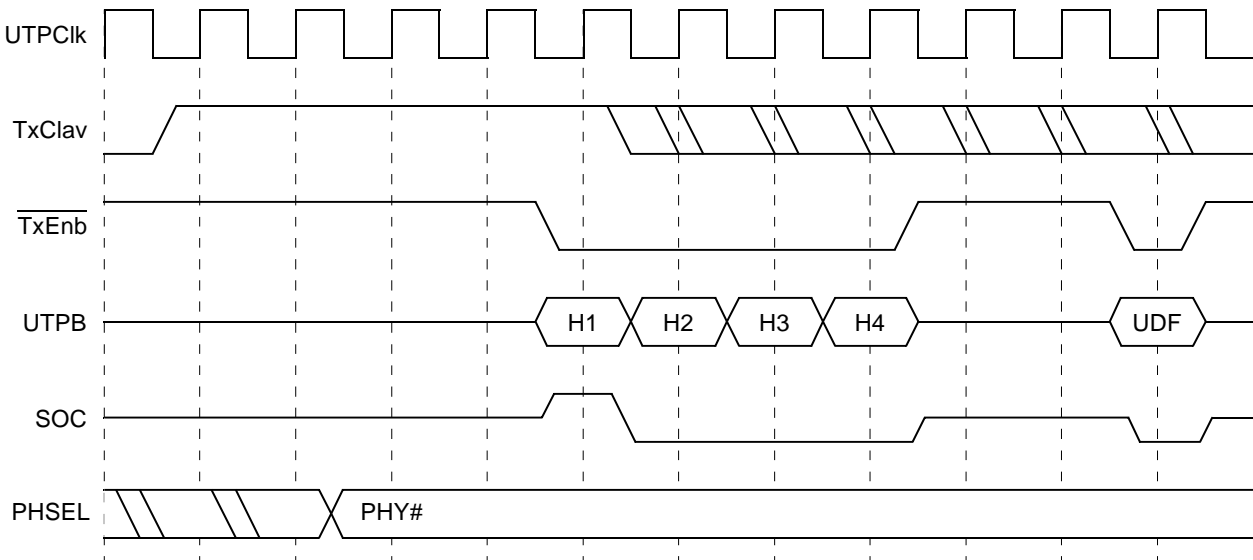 UTPClk
TxClav
TxEnb
UTPB H1 H2 H3 H4 UDF
SOC
PHSEL PHY#